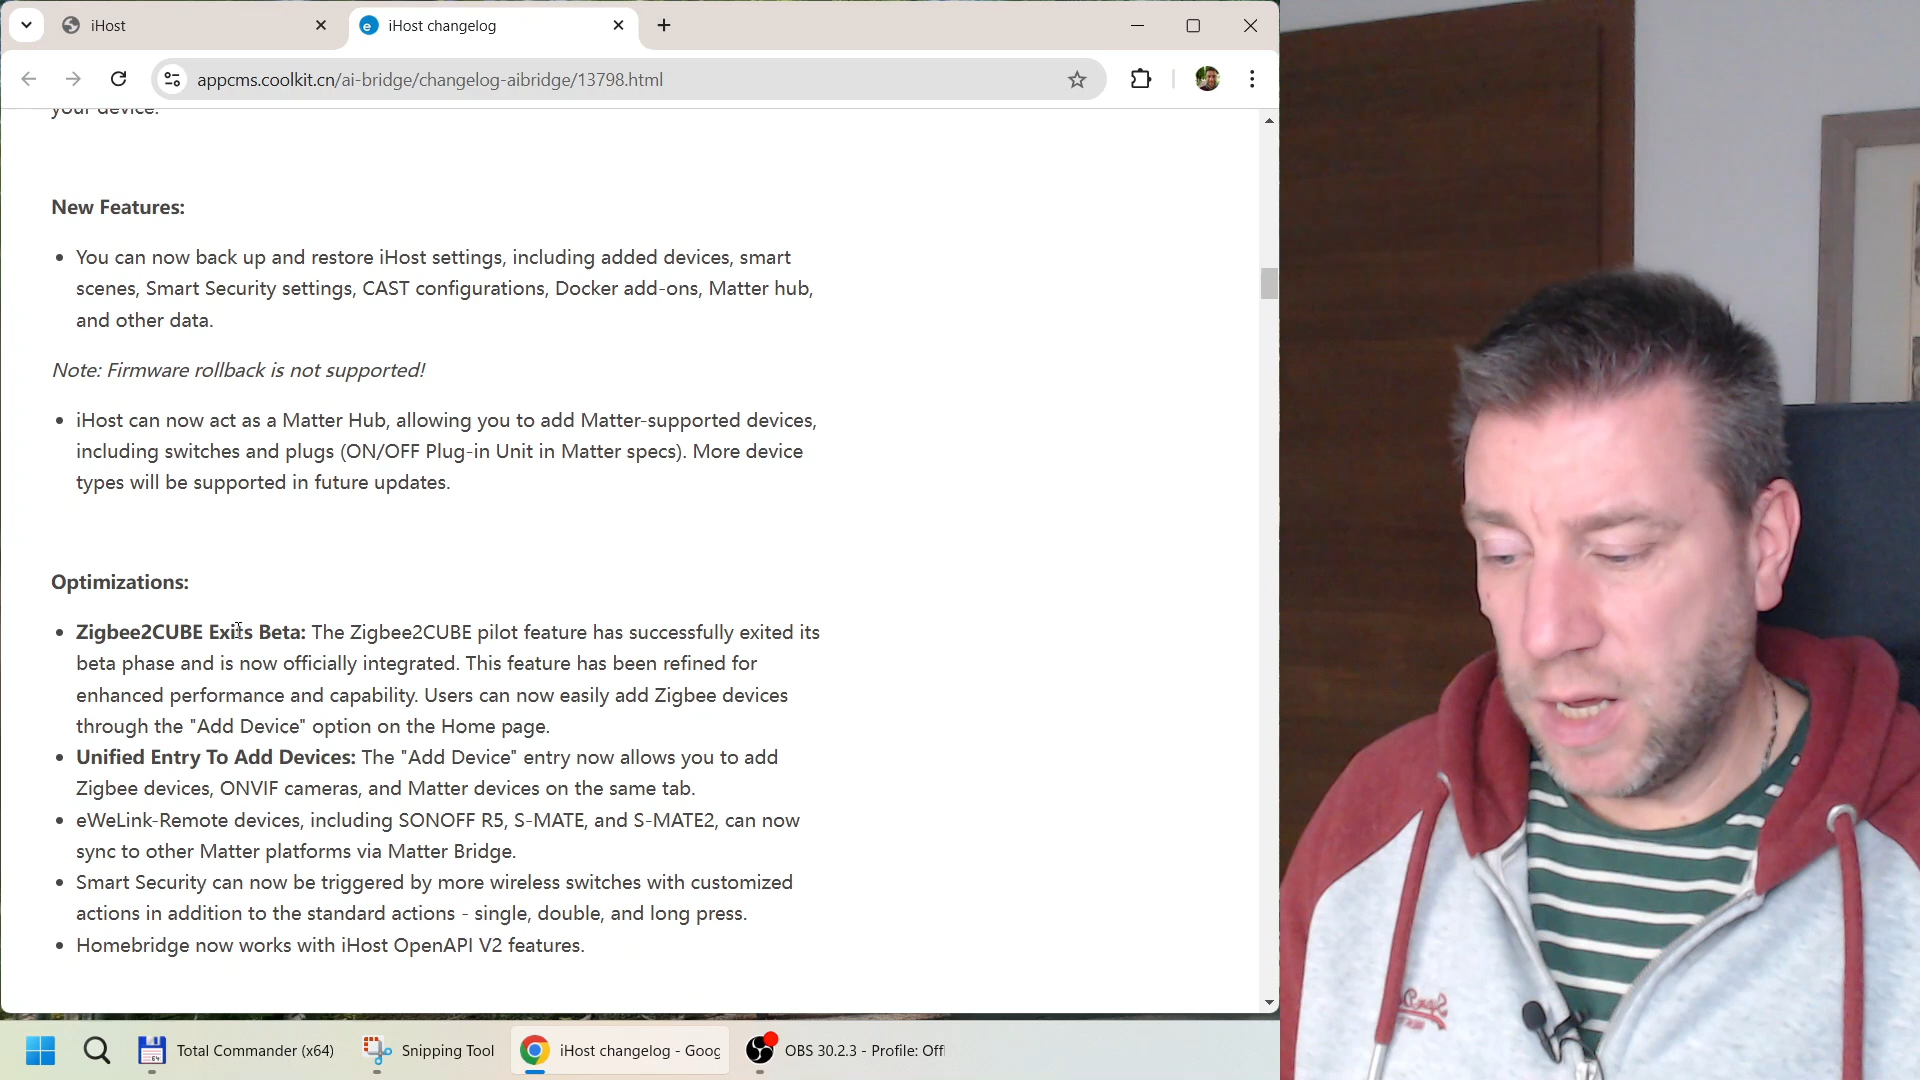 iHost
iHost changelog
appcms.coolkit.cn/ai-bridge/changelog-aibridge/13798.html
your device.
New Features:
• You can now back up and restore iHost settings, including added devices, smart
scenes, Smart Security settings, CAST configurations, Docker add-ons, Matter hub,
and other data.
Note: Firmware rollback is not supported!
• iHost can now act as a Matter Hub, allowing you to add Matter-supported devices,
including switches and plugs (ON/OFF Plug-in Unit in Matter specs). More device
types will be supported in future updates.
Optimizations:
• Zigbee2CUBE Exits Beta: The Zigbee2CUBE pilot feature has successfully exited its
beta phase and is now officially integrated. This feature has been refined for
enhanced performance and capability. Users can now easily add Zigbee devices
through the "Add Device" option on the Home page.
• Unified Entry To Add Devices: The "Add Device" entry now allows you to add
Zigbee devices, ONVIF cameras, and Matter devices on the same tab.
• eWeLink-Remote devices, including SONOFF R5, S-MATE, and S-MATE2, can now
sync to other Matter platforms via Matter Bridge.
• Smart Security can now be triggered by more wireless switches with customized
actions in addition to the standard actions - single, double, and long press.
• Homebridge now works with iHost OpenAPI V2 features.
Total Commander (x64)
Snipping Tool
iHost changelog - Goog
OBS 30.2.3 - Profile: Off